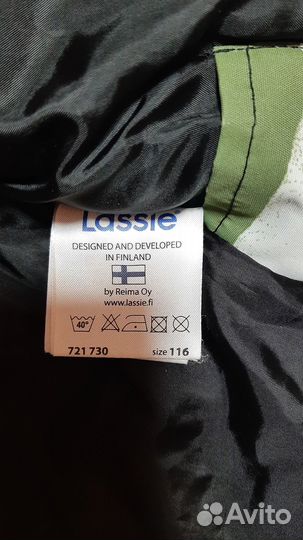 Lassie
DESIGNED AND DEVELOPED
IN FINLAND
by Reima Oy
www.lassie.fi
40°
721 730 size 116
Avito